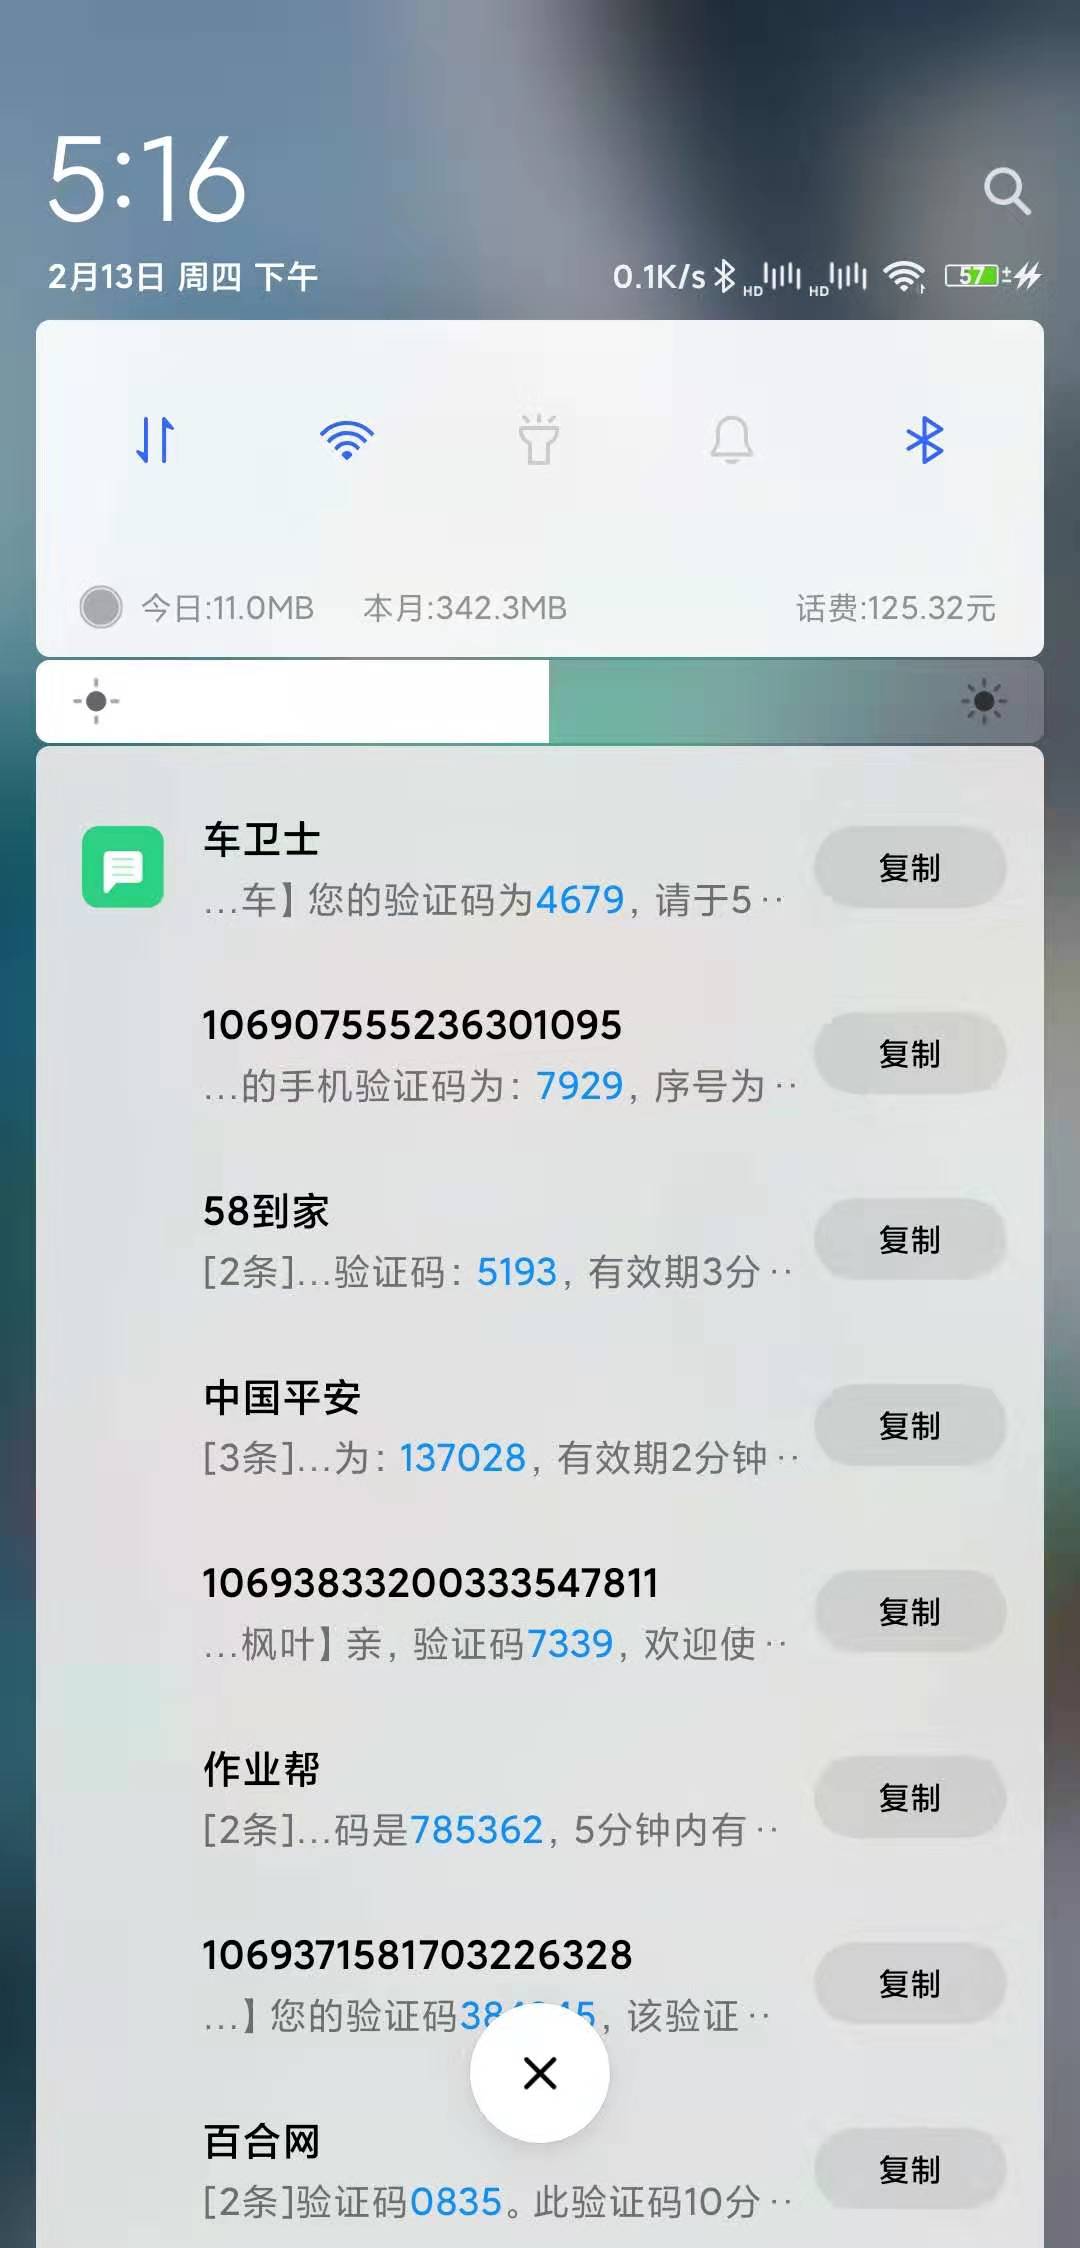 5:16
2月13日 周四 下午
0.1K/s HD HD 57
今日:11.0MB 本月:342.3MB 话费:125.32元
车卫士
...车】您的验证码为4679，请于5··
复制
106907555236301095
...的手机验证码为：7929，序号为··
复制
58到家
[2条]...验证码：5193，有效期3分··
复制
中国平安
[3条]...为：137028，有效期2分钟··
复制
10693833200333547811
...枫叶】亲，验证码7339，欢迎使··
复制
作业帮
[2条]...码是785362，5分钟内有··
复制
1069371581703226328
...】您的验证码，该验证··
复制
百合网
[2条]验证码0835。此验证码10分··
复制